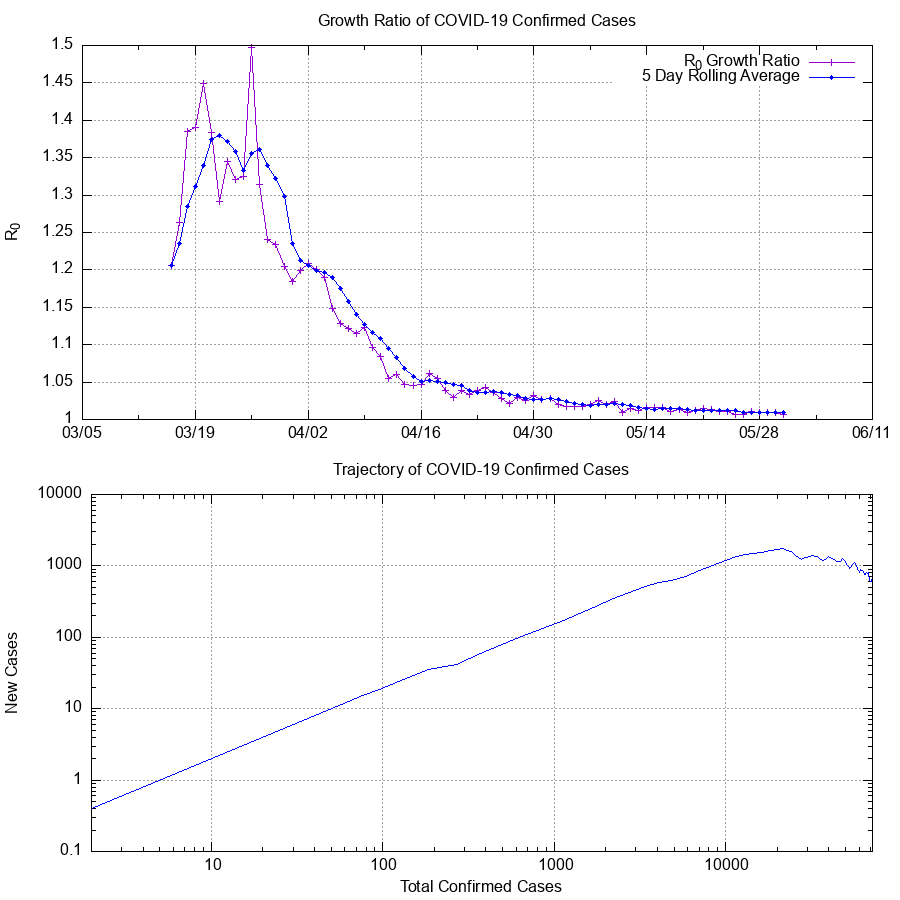 Growth Ratio of COVID-19 Confirmed Cases
R0 Growth Ratio
5 Day Rolling Average
1.5
1.45
1.4
1.35
1.3
1.25
1.2
1.15
1.1
1.05
1
R0
03/05 03/19 04/02 04/16 04/30 05/14 05/28 06/11
Trajectory of COVID-19 Confirmed Cases
10000
1000
100
10
1
0.1
New Cases
10 100 1000 10000
Total Confirmed Cases